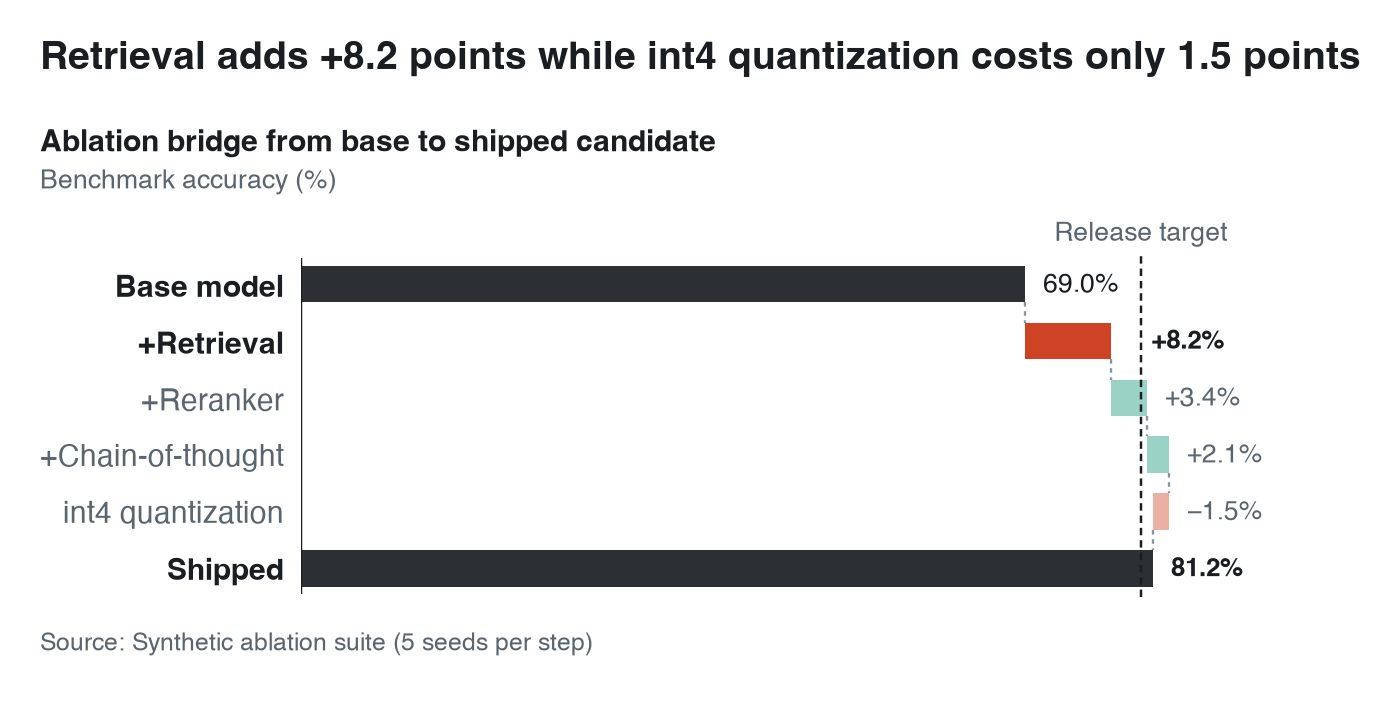 Retrieval adds +8.2 points while int4 quantization costs only 1.5 points
Ablation bridge from base to shipped candidate
Benchmark accuracy (%)
Release target
Base model 69.0%
+Retrieval +8.2%
+Reranker +3.4%
+Chain-of-thought +2.1%
int4 quantization −1.5%
Shipped 81.2%
Source: Synthetic ablation suite (5 seeds per step)